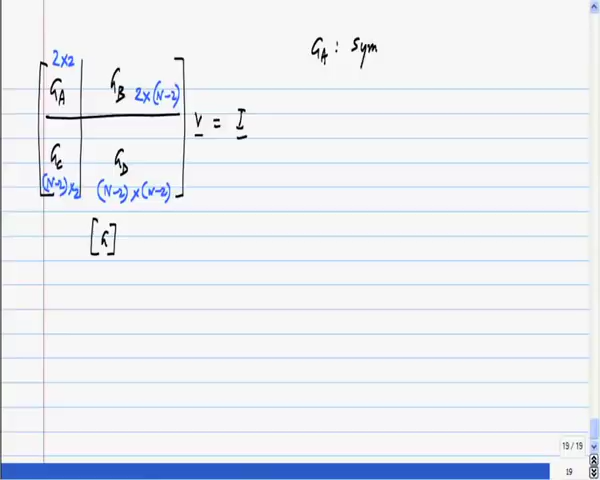 2x2
G_A G_B 2x(N-2)
G_A : Sym
V = I
G_C G_D
(N-2)x2 (N-2)x(N-2)
[G]
19 / 19
19